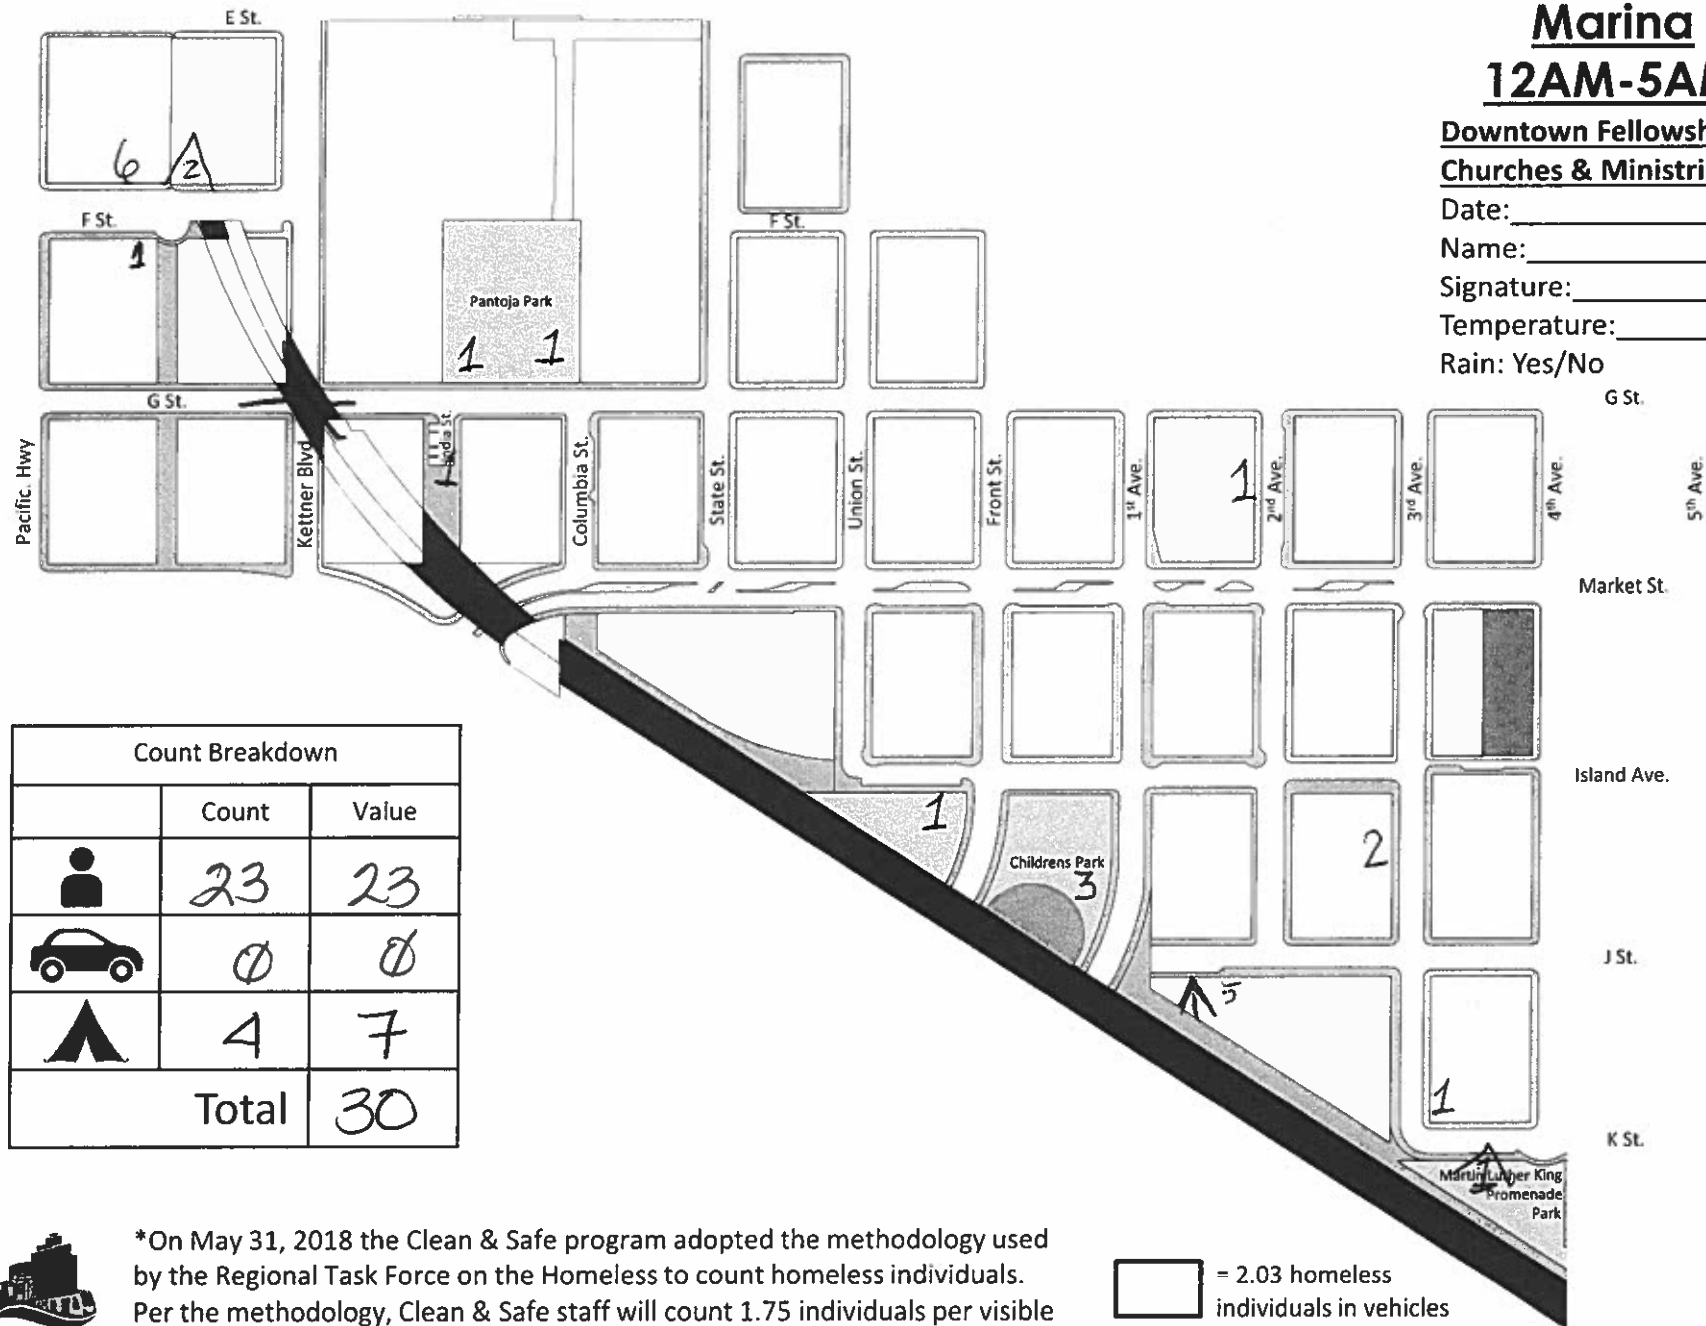 E St.
Marina
12AM-5A
Downtown Fellowsh
Churches & Ministri
Date:
Name:
Signature:
Temperature:
Rain: Yes/No
6
2
F St.
F St.
1
Pantoja Park
1 1
G St.
G St.
Pacific. Hwy
Kettner Blvd
1
Columbia St.
State St.
Union St.
Front St.
1st Ave.
1
2nd Ave.
3rd Ave.
4th Ave.
5th Ave.
Market St.
Island Ave.
1
Childrens Park
3
2
J St.
5
1
1
K St.
Martin Luther King
Promenade
Park
1
Count Breakdown
Count Value
23 23
Ø Ø
4 7
Total 30
*On May 31, 2018 the Clean & Safe program adopted the methodology used
by the Regional Task Force on the Homeless to count homeless individuals.
Per the methodology, Clean & Safe staff will count 1.75 individuals per visible
= 2.03 homeless
individuals in vehicles